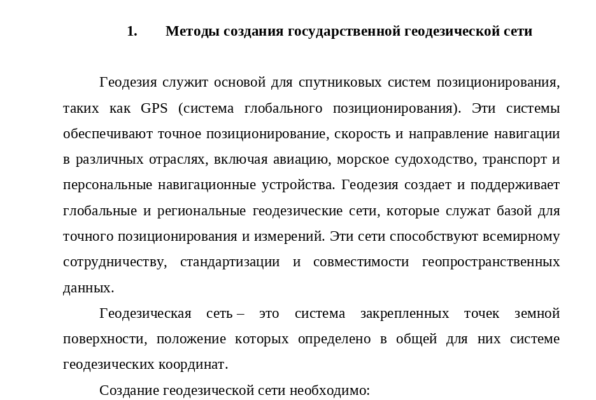 1. Методы создания государственной геодезической сети
Геодезия служит основой для спутниковых систем позиционирования,
таких как GPS (система глобального позиционирования). Эти системы
обеспечивают точное позиционирование, скорость и направление навигации
в различных отраслях, включая авиацию, морское судоходство, транспорт и
персональные навигационные устройства. Геодезия создает и поддерживает
глобальные и региональные геодезические сети, которые служат базой для
точного позиционирования и измерений. Эти сети способствуют всемирному
сотрудничеству, стандартизации и совместимости геопространственных
данных.
Геодезическая сеть – это система закрепленных точек земной
поверхности, положение которых определено в общей для них системе
геодезических координат.
Создание геодезической сети необходимо: